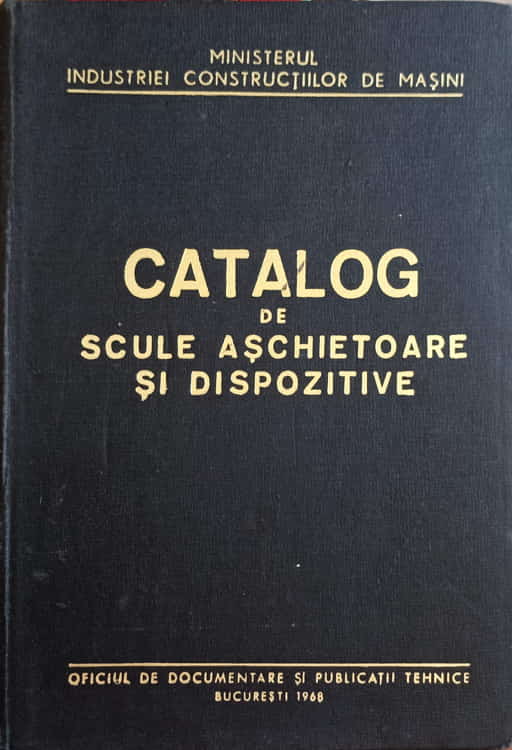 MINISTERUL
INDUSTRIEI CONSTRUCȚIILOR DE MAȘINI
CATALOG
DE
SCULE AȘCHIETOARE
ȘI DISPOZITIVE
OFICIUL DE DOCUMENTARE ȘI PUBLICAȚII TEHNICE
BUCUREȘTI 1968